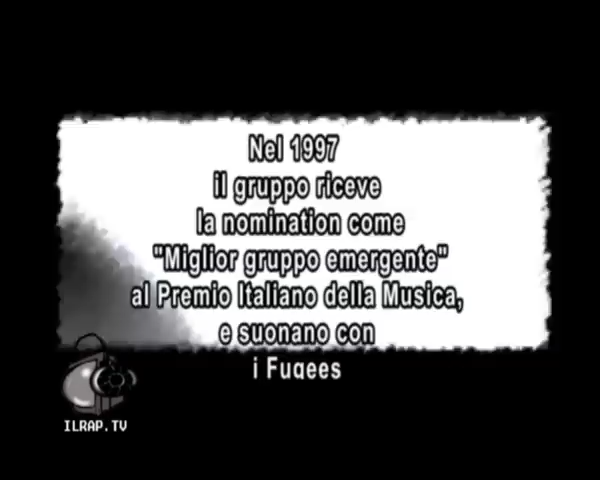 Nel 1997
il gruppo riceve
la nomination come
"Miglior gruppo emergente"
al Premio Italiano della Musica,
e suonano con
i Fugees
ILRAP.TV